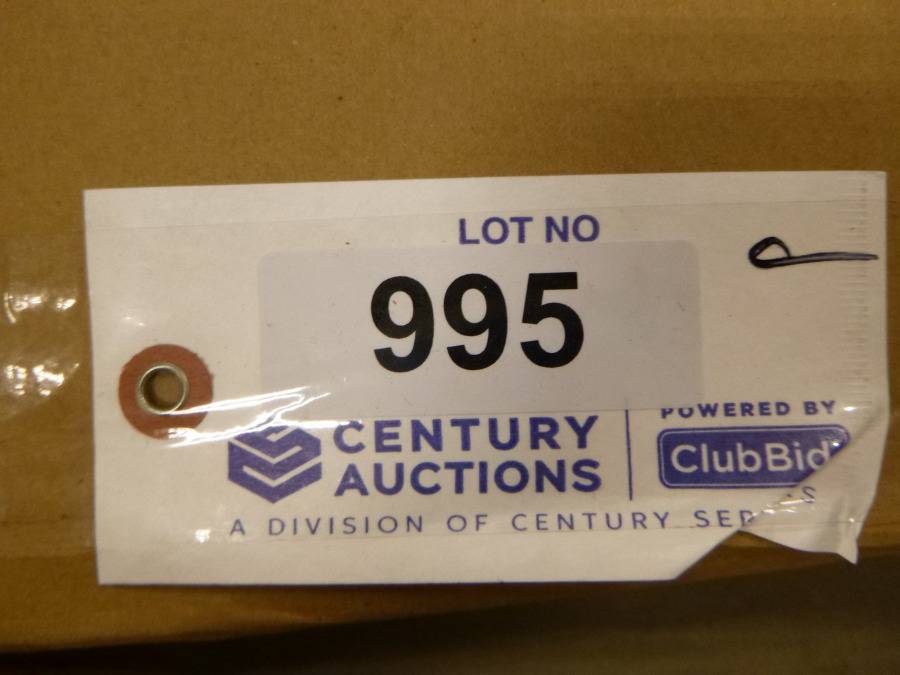 LOT NO
995
CENTURY
AUCTIONS
POWERED BY
ClubBid
A DIVISION OF CENTURY